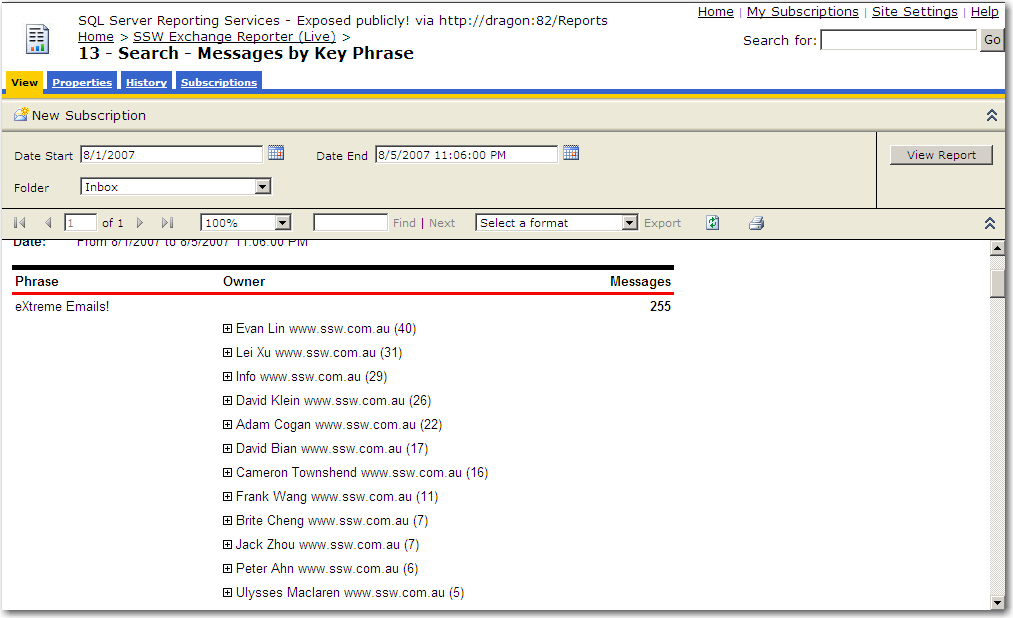 SQL Server Reporting Services - Exposed publicly! via http://dragon:82/Reports
Home | My Subscriptions | Site Settings | Help
Home > SSW Exchange Reporter (Live) >
Search for: Go
13 - Search - Messages by Key Phrase
View Properties History Subscriptions
New Subscription
Date Start 8/1/2007 Date End 8/5/2007 11:06:00 PM View Report
Folder Inbox
1 of 1 100% Find | Next Select a format Export
Date: From 8/1/2007 to 8/5/2007 11:06:00 PM
Phrase Owner Messages
eXtreme Emails! 255
Evan Lin www.ssw.com.au (40)
Lei Xu www.ssw.com.au (31)
Info www.ssw.com.au (29)
David Klein www.ssw.com.au (26)
Adam Cogan www.ssw.com.au (22)
David Bian www.ssw.com.au (17)
Cameron Townshend www.ssw.com.au (16)
Frank Wang www.ssw.com.au (11)
Brite Cheng www.ssw.com.au (7)
Jack Zhou www.ssw.com.au (7)
Peter Ahn www.ssw.com.au (6)
Ulysses Maclaren www.ssw.com.au (5)